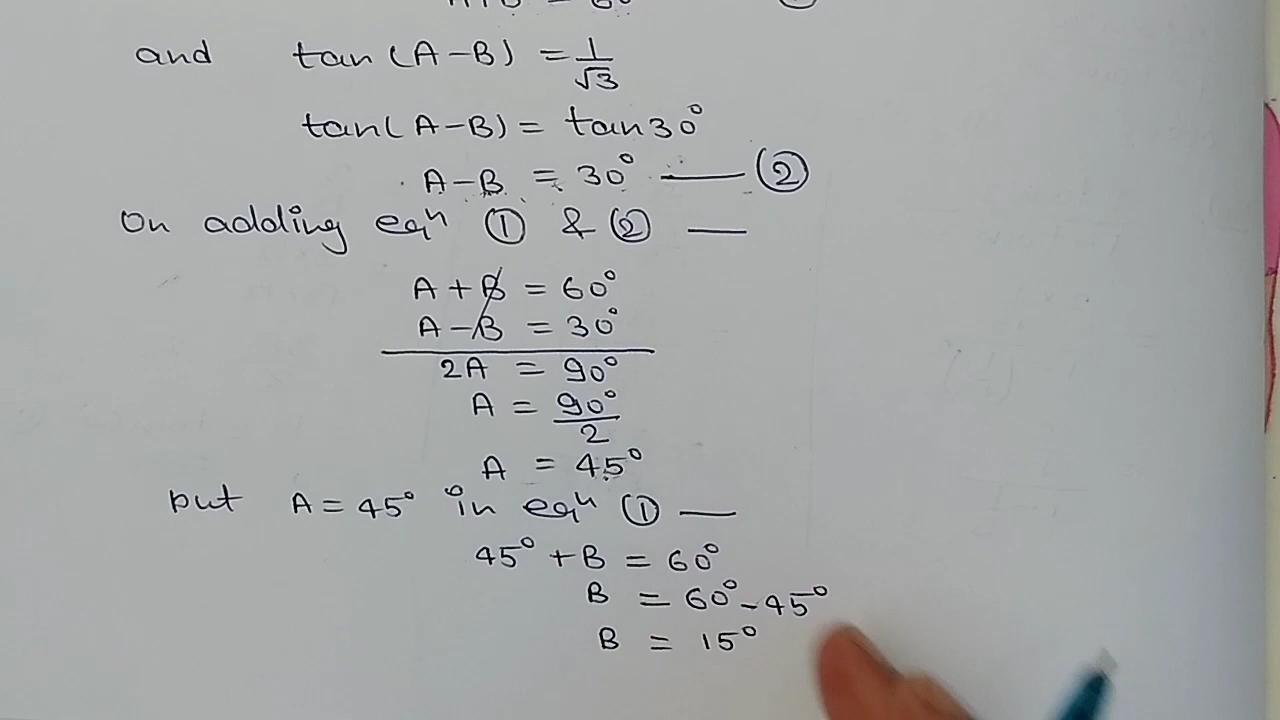 and tan (A-B) = 1/√3
tan(A-B) = tan30°
A-B = 30° — ②
On adding eqⁿ ① & ② —
A+B = 60°
A-B = 30°
2A = 90°
A = 90°/2
A = 45°
put A = 45° in eqⁿ ① —
45° + B = 60°
B = 60° - 45°
B = 15°